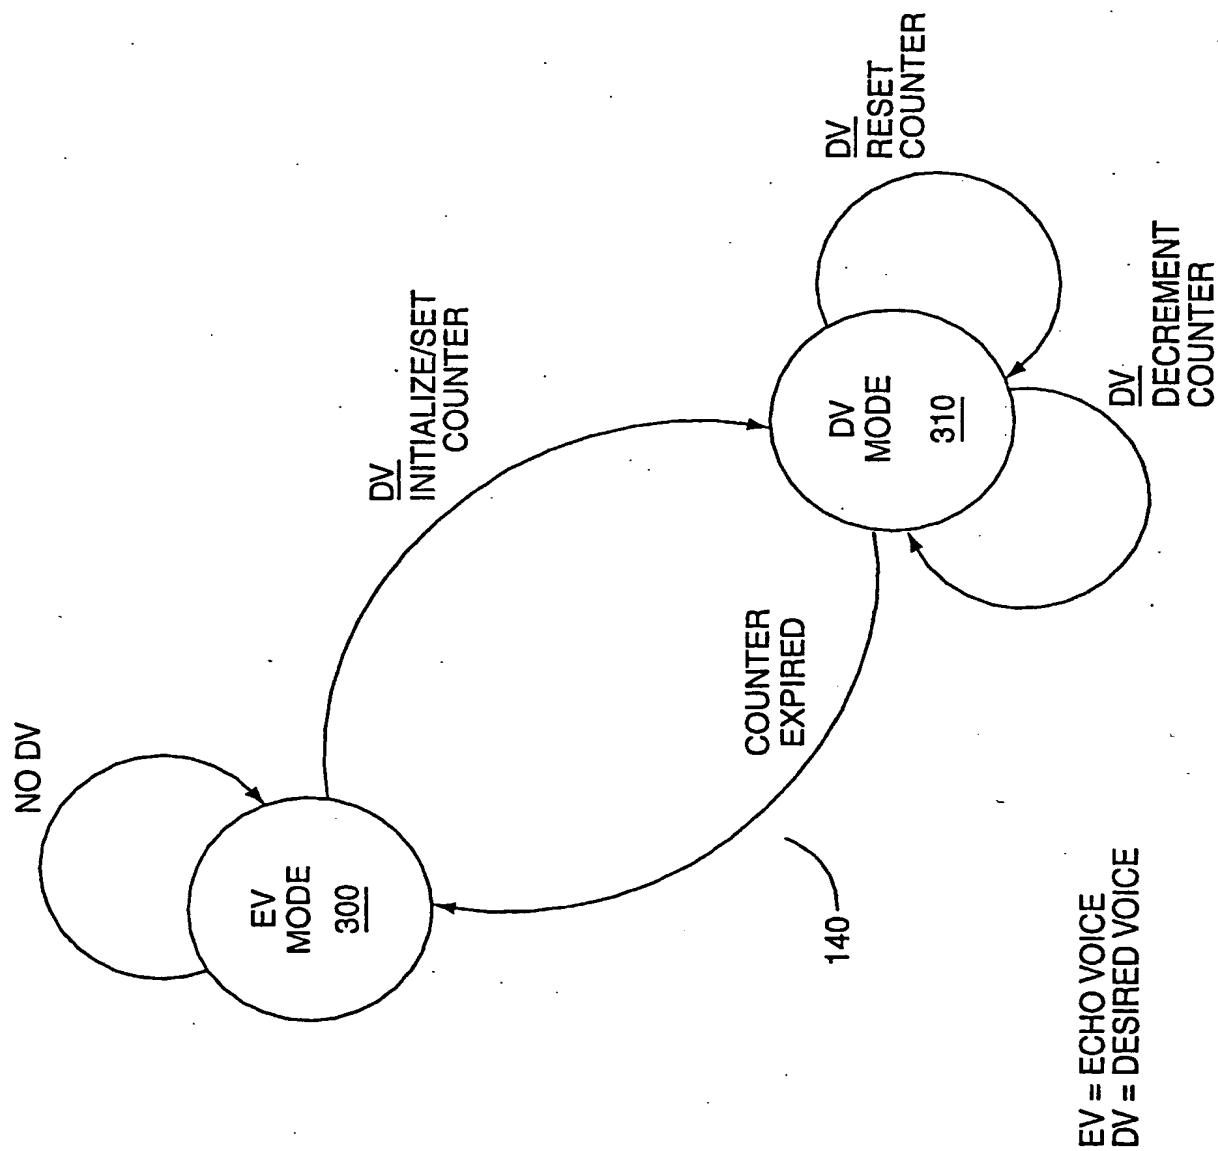 NO DV
EV
MODE
300
DV
INITIALIZE/SET
COUNTER
COUNTER
EXPIRED
DV
MODE
310
DV
RESET
COUNTER
DV
DECREMENT
COUNTER
140
EV = ECHO VOICE
DV = DESIRED VOICE